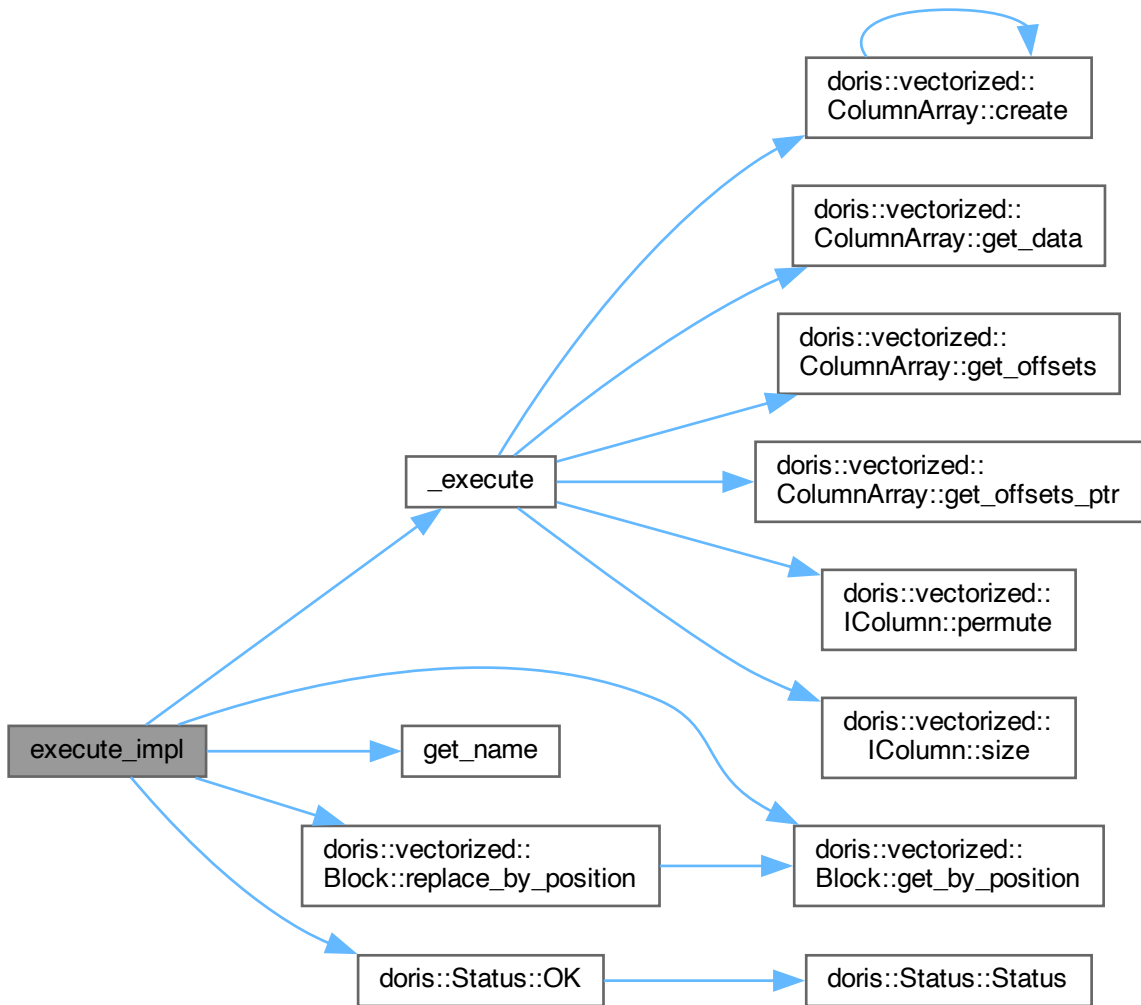 doris::vectorized::
ColumnArray::create
doris::vectorized::
ColumnArray::get_data
doris::vectorized::
ColumnArray::get_offsets
_execute
doris::vectorized::
ColumnArray::get_offsets_ptr
doris::vectorized::
IColumn::permute
doris::vectorized::
IColumn::size
execute_impl
get_name
doris::vectorized::
Block::replace_by_position
doris::vectorized::
Block::get_by_position
doris::Status::OK
doris::Status::Status